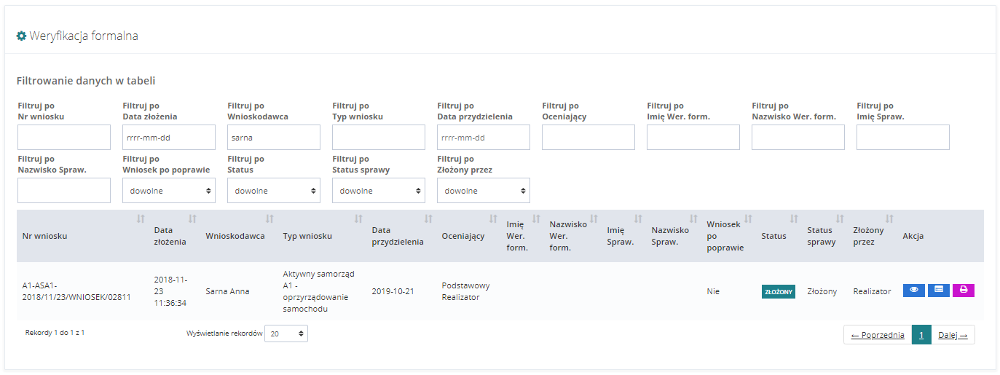 Weryfikacja formalna
Filtrowanie danych w tabeli
Filtruj po Filtruj po Filtruj po Filtruj po Filtruj po Filtruj po Filtruj po Filtruj po Filtruj po
Nr wniosku Data złożenia Wnioskodawca Typ wniosku Data przydzielenia Oceniający Imię Wer. form. Nazwisko Wer. form. Imię Spraw.
rrrr-mm-dd sarna rrrr-mm-dd
Filtruj po Filtruj po Filtruj po Filtruj po Filtruj po
Nazwisko Spraw. Wniosek po poprawie Status Status sprawy Złożony przez
dowolne dowolne dowolne dowolne
Nr wniosku
Data
złożenia
Wnioskodawca
Typ wniosku
Data
przydzielenia
Oceniający
Imię
Wer.
form.
Nazwisko
Wer.
form.
Imię
Spraw.
Nazwisko
Spraw.
Wniosek
po
poprawie
Status
Status
sprawy
Złożony
przez
Akcja
A1-ASA1-
2018/11/23/WNIOSEK/02811
2018-11-
23
11:36:34
Sarna Anna
Aktywny samorząd
A1 -
oprzyrządowanie
samochodu
2019-10-21
Podstawowy
Realizator
Nie
ZŁOŻONY
Złożony
Realizator
Rekordy 1 do 1 z 1
Wyświetlanie rekordów 20
← Poprzednia 1 Dalej →